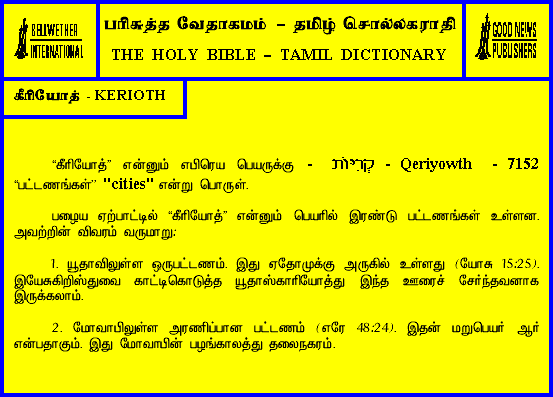 BELLWETHER
INTERNATIONAL
பரிசுத்த வேதாகமம் – தமிழ் சொல்லகராதி
THE HOLY BIBLE – TAMIL DICTIONARY
GOOD NEWS
PUBLISHERS
கீரியோத் - KERIOTH
“கீரியோத்” என்னும் எபிரெய பெயருக்கு - קְרִיּוֹת - Qeriyowth - 7152
“பட்டணங்கள்” "cities" என்று பொருள்.
பழைய ஏற்பாட்டில் “கீரியோத்” என்னும் பெயரில் இரண்டு பட்டணங்கள் உள்ளன.
அவற்றின் விவரம் வருமாறு:
1. யூதாவிலுள்ள ஒருபட்டணம். இது ஏதோமுக்கு அருகில் உள்ளது (யோசு 15:25).
இயேசுகிறிஸ்துவை காட்டிகொடுத்த யூதாஸ்காரியோத்து இந்த ஊரைச் சேர்ந்தவனாக
இருக்கலாம்.
2. மோவாபிலுள்ள அரணிப்பான பட்டணம் (எரே 48:24). இதன் மறுபெயர் ஆர்
என்பதாகும். இது மோவாபின் பழங்காலத்து தலைநகரம்.